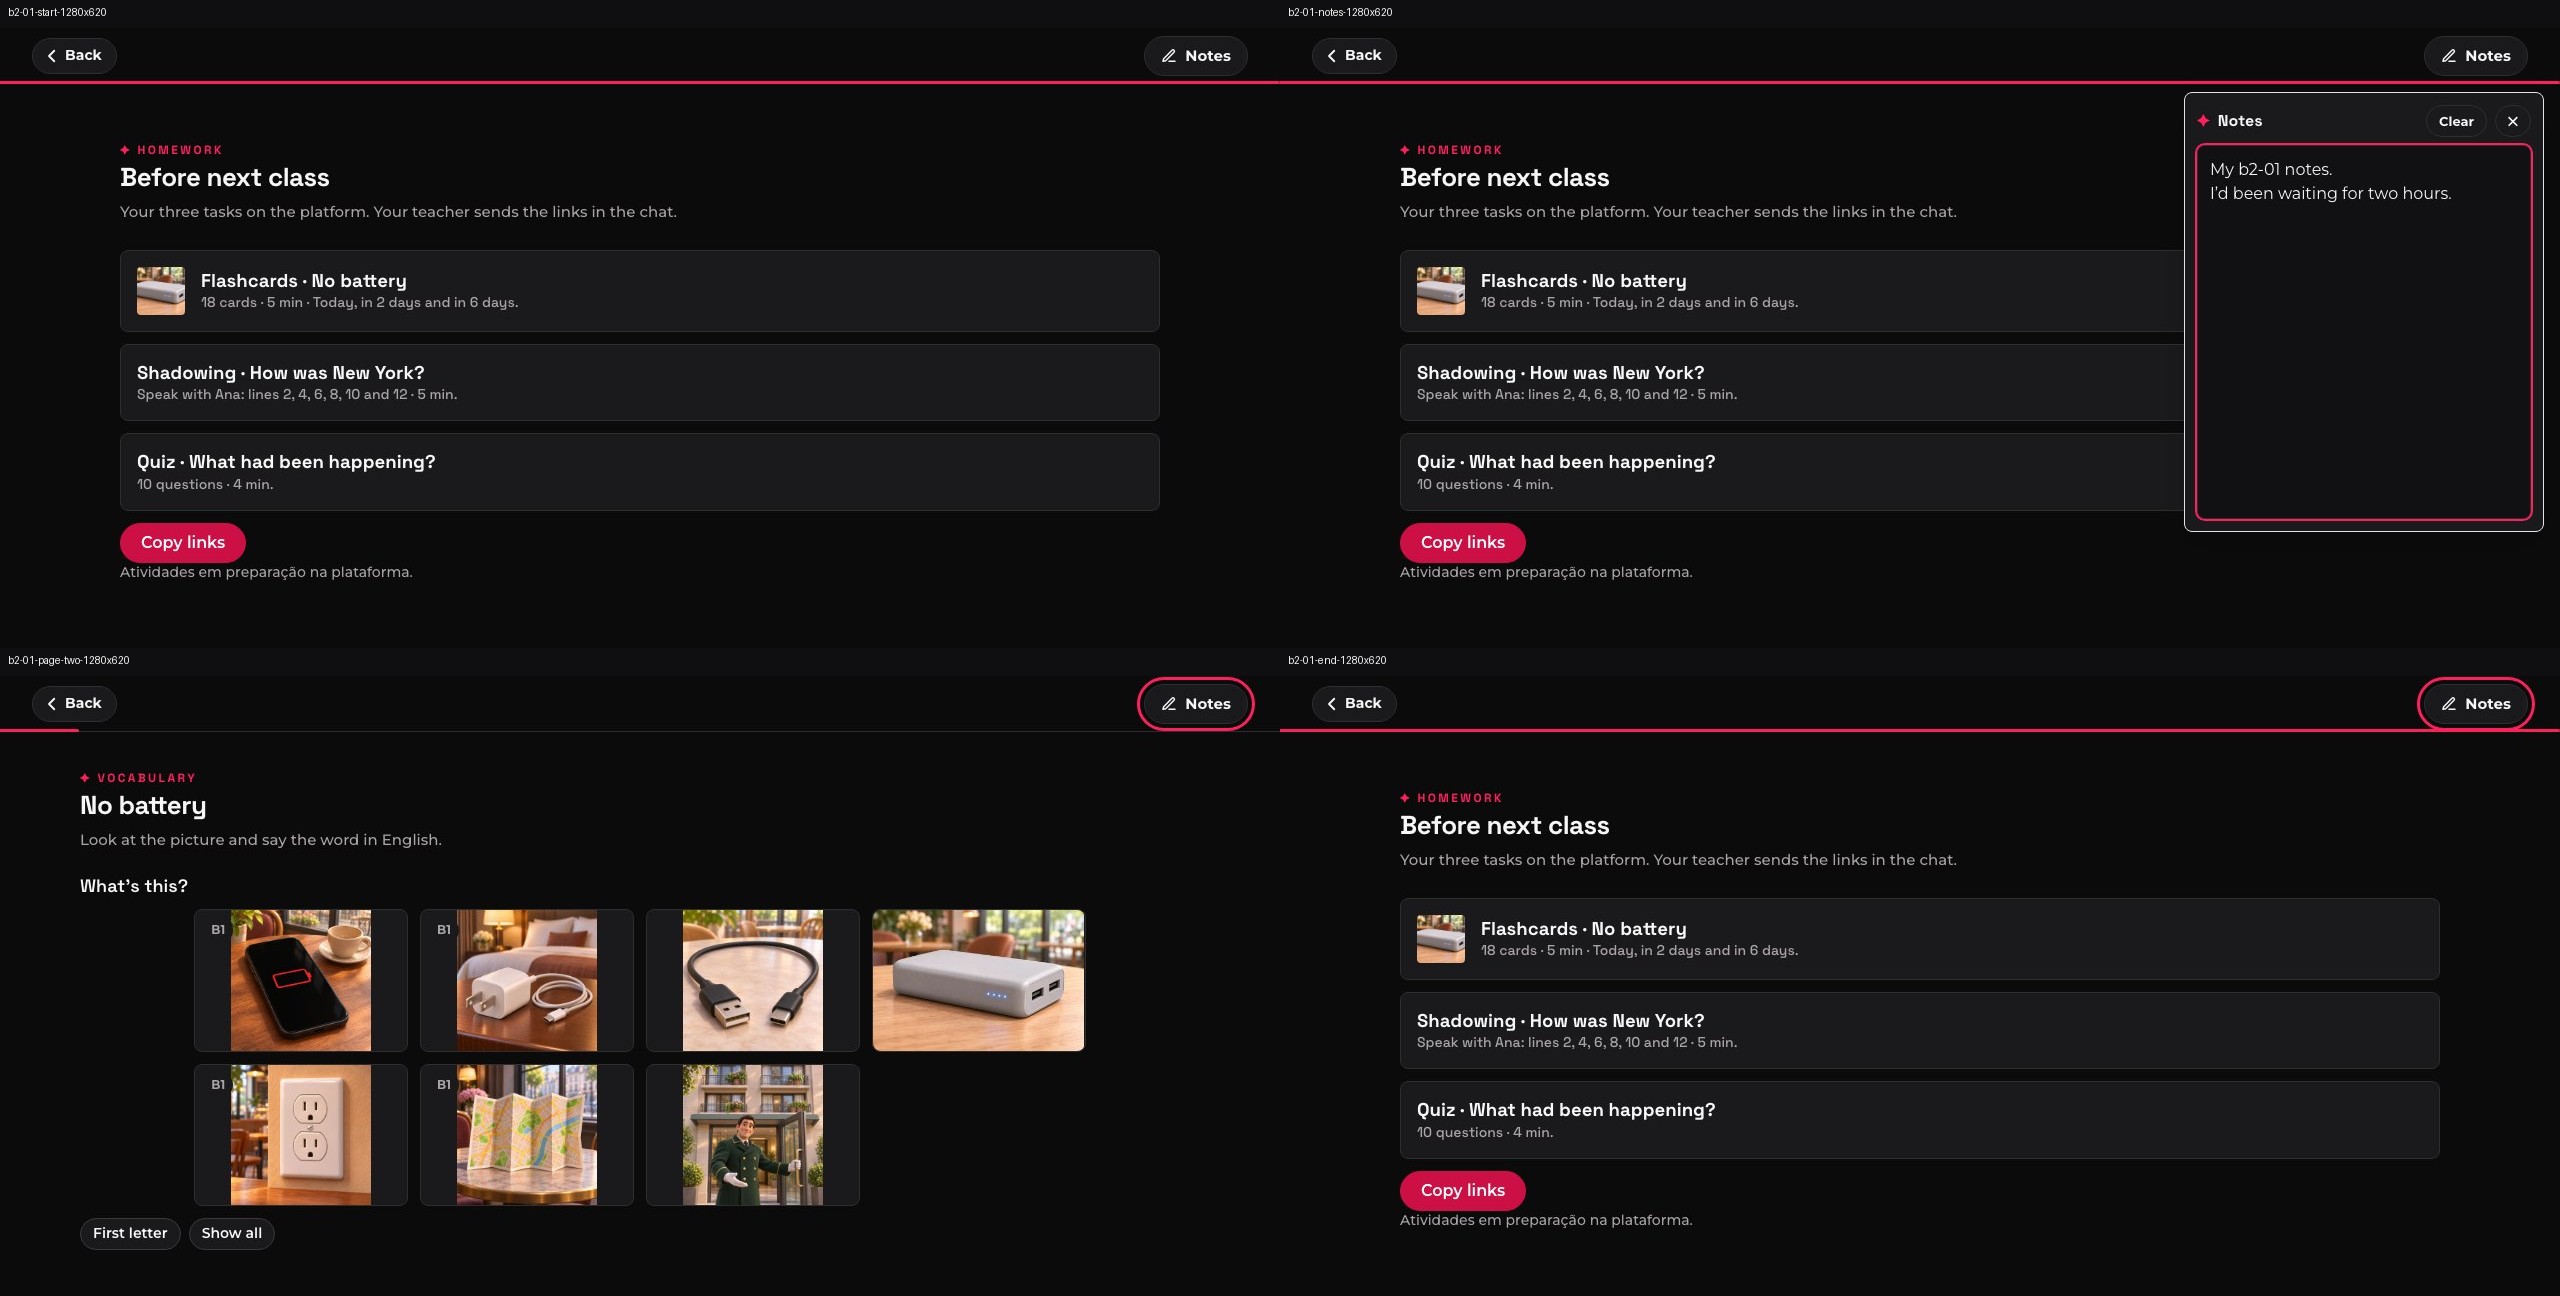 b2-01-start-1280x620
Back
Notes
✦ HOMEWORK
Before next class
Your three tasks on the platform. Your teacher sends the links in the chat.
Flashcards · No battery
18 cards · 5 min · Today, in 2 days and in 6 days.
Shadowing · How was New York?
Speak with Ana: lines 2, 4, 6, 8, 10 and 12 · 5 min.
Quiz · What had been happening?
10 questions · 4 min.
Copy links
Atividades em preparação na plataforma.
b2-01-notes-1280x620
Back
Notes
✦ HOMEWORK
Before next class
Your three tasks on the platform. Your teacher sends the links in the chat.
Flashcards · No battery
18 cards · 5 min · Today, in 2 days and in 6 days.
Shadowing · How was New York?
Speak with Ana: lines 2, 4, 6, 8, 10 and 12 · 5 min.
Quiz · What had been happening?
10 questions · 4 min.
Copy links
Atividades em preparação na plataforma.
✦ Notes
Clear
My b2-01 notes.
I'd been waiting for two hours.
b2-01-page-two-1280x620
Back
Notes
✦ VOCABULARY
No battery
Look at the picture and say the word in English.
What's this?
B1
B1
B1
B1
First letter
Show all
b2-01-end-1280x620
Back
Notes
✦ HOMEWORK
Before next class
Your three tasks on the platform. Your teacher sends the links in the chat.
Flashcards · No battery
18 cards · 5 min · Today, in 2 days and in 6 days.
Shadowing · How was New York?
Speak with Ana: lines 2, 4, 6, 8, 10 and 12 · 5 min.
Quiz · What had been happening?
10 questions · 4 min.
Copy links
Atividades em preparação na plataforma.